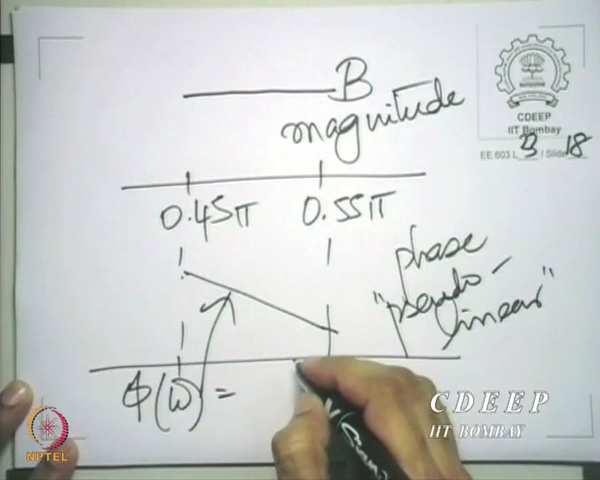 B
magnitude
CDEEP
IIT Bombay
EE 603 L 23 / Slide 18
0.45π 0.55π
phase
"pseudo-
linear"
ϕ(ω) =
CDEEP
IIT BOMBAY
NPTEL